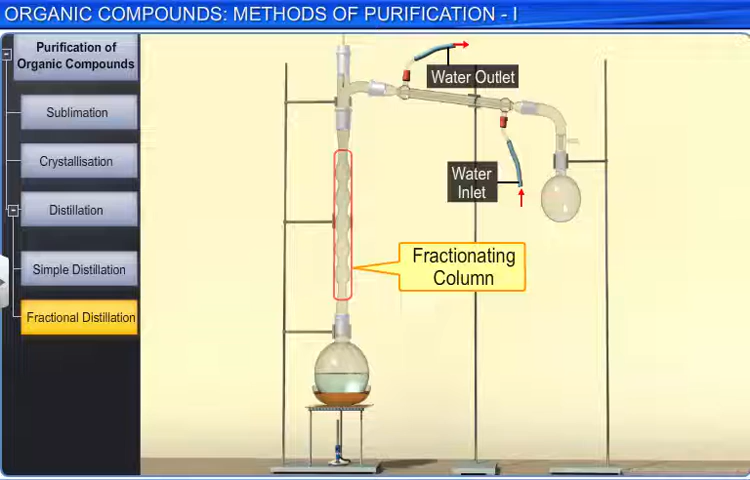 ORGANIC COMPOUNDS: METHODS OF PURIFICATION - I
Purification of
Organic Compounds
Sublimation
Crystallisation
Distillation
Simple Distillation
Fractional Distillation
Water Outlet
Water
Inlet
Fractionating
Column